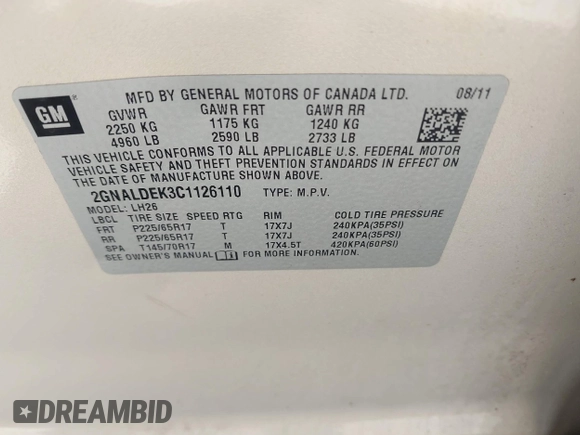 GM
MFD BY GENERAL MOTORS OF CANADA LTD. 08/11
GVWR GAWR FRT GAWR RR
2250 KG 1175 KG 1240 KG
4960 LB 2590 LB 2733 LB
THIS VEHICLE CONFORMS TO ALL APPLICABLE U.S. FEDERAL MOTOR
VEHICLE SAFETY AND THEFT PREVENTION STANDARDS IN EFFECT
ON THE DATE OF MANUFACTURE SHOWN ABOVE.
2GNALDEK3C1126110 TYPE: M.P.V.
MODEL: LH26
LBCL TIRE SIZE SPEED RTG RIM COLD TIRE PRESSURE
FRT P225/65R17 T 17X7J 240KPA(35PSI)
RR P225/65R17 T 17X7J 240KPA(35PSI)
SPA T145/70R17 M 17X4.5T 420KPA(60PSI)
SEE OWNER'S MANUAL FOR MORE INFORMATION.
DREAMBID
DREAMBID.COM